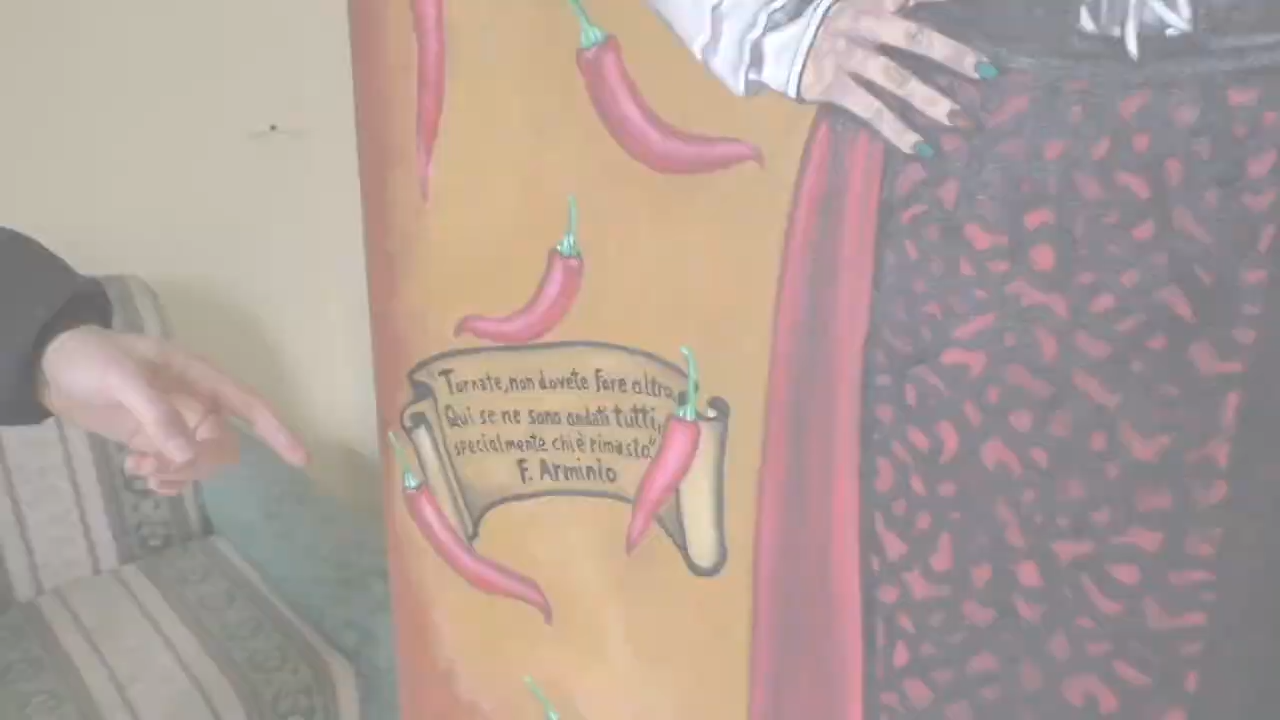 Tornate, non dovete fare altro,
Qui se ne sono andati tutti,
specialmente chi è rimasto"
F. Arminio